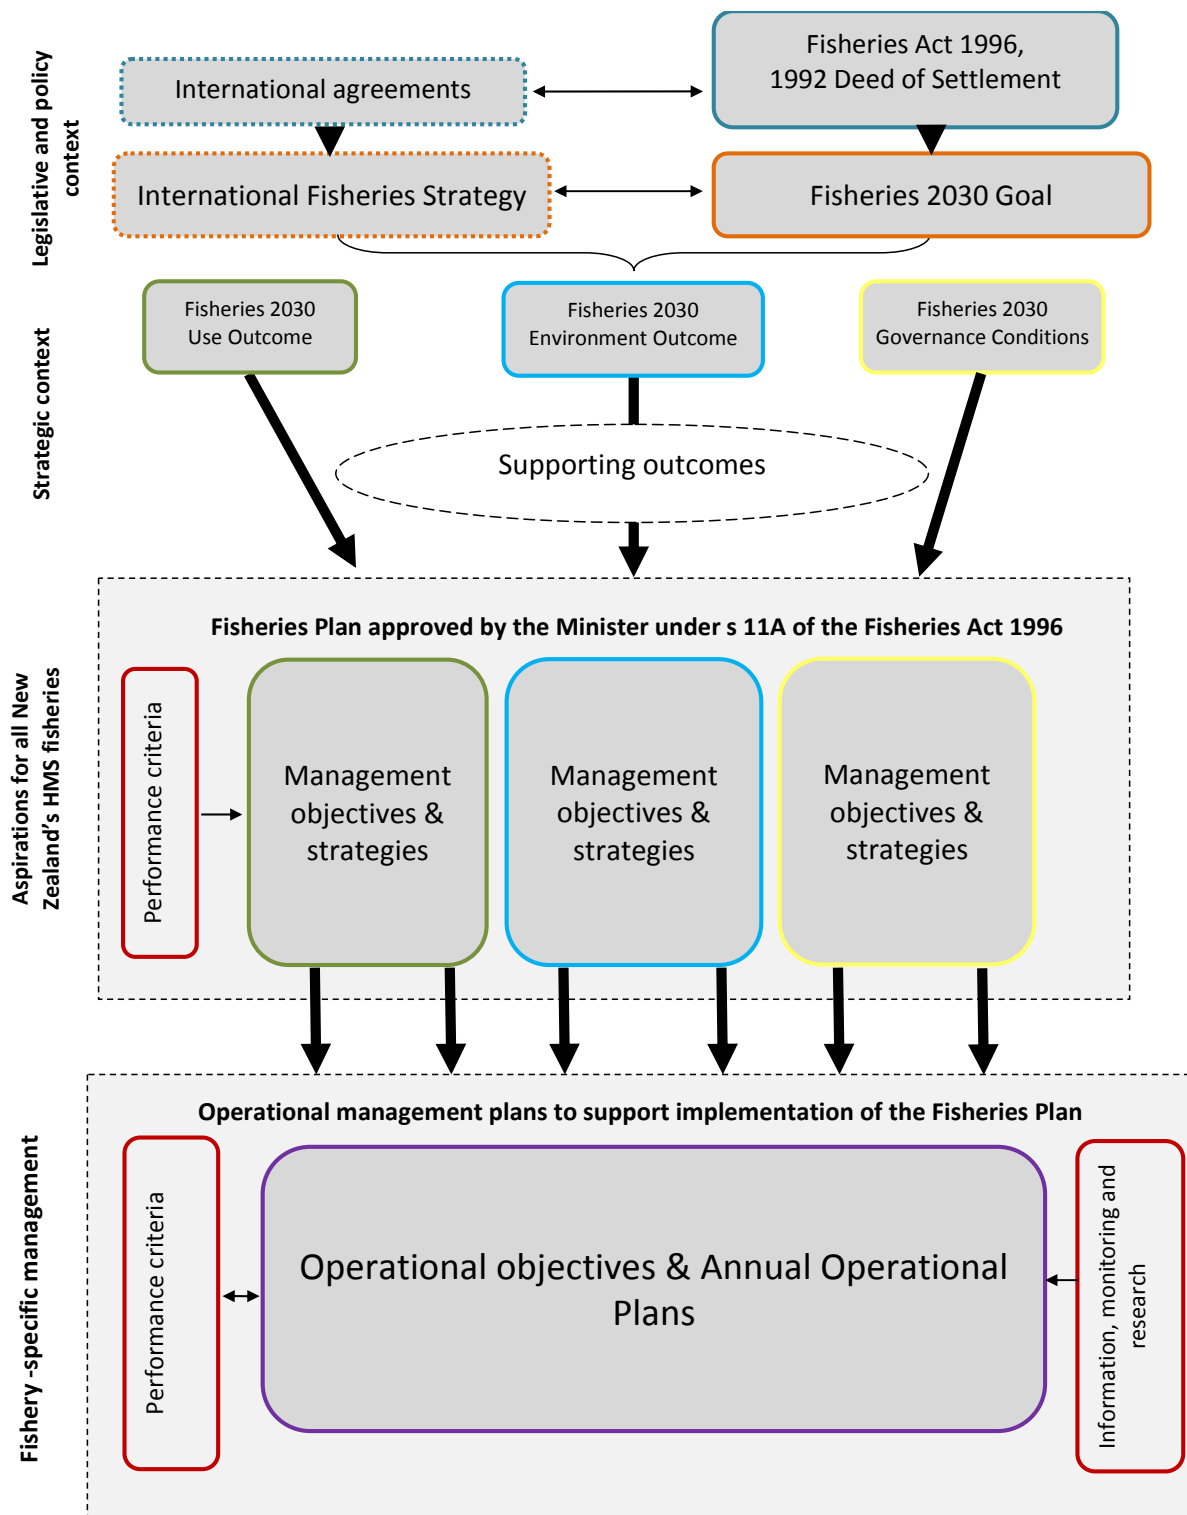 Legislative and policy
context
International agreements
Fisheries Act 1996,
1992 Deed of Settlement
International Fisheries Strategy
Fisheries 2030 Goal
Strategic context
Fisheries 2030
Use Outcome
Fisheries 2030
Environment Outcome
Fisheries 2030
Governance Conditions
Supporting outcomes
Aspirations for all New
Zealand’s HMS fisheries
Fisheries Plan approved by the Minister under s 11A of the Fisheries Act 1996
Performance criteria
Management
objectives &
strategies
Management
objectives &
strategies
Management
objectives &
strategies
Fishery -specific management
Operational management plans to support implementation of the Fisheries Plan
Performance criteria
Operational objectives & Annual Operational
Plans
Information, monitoring and
research